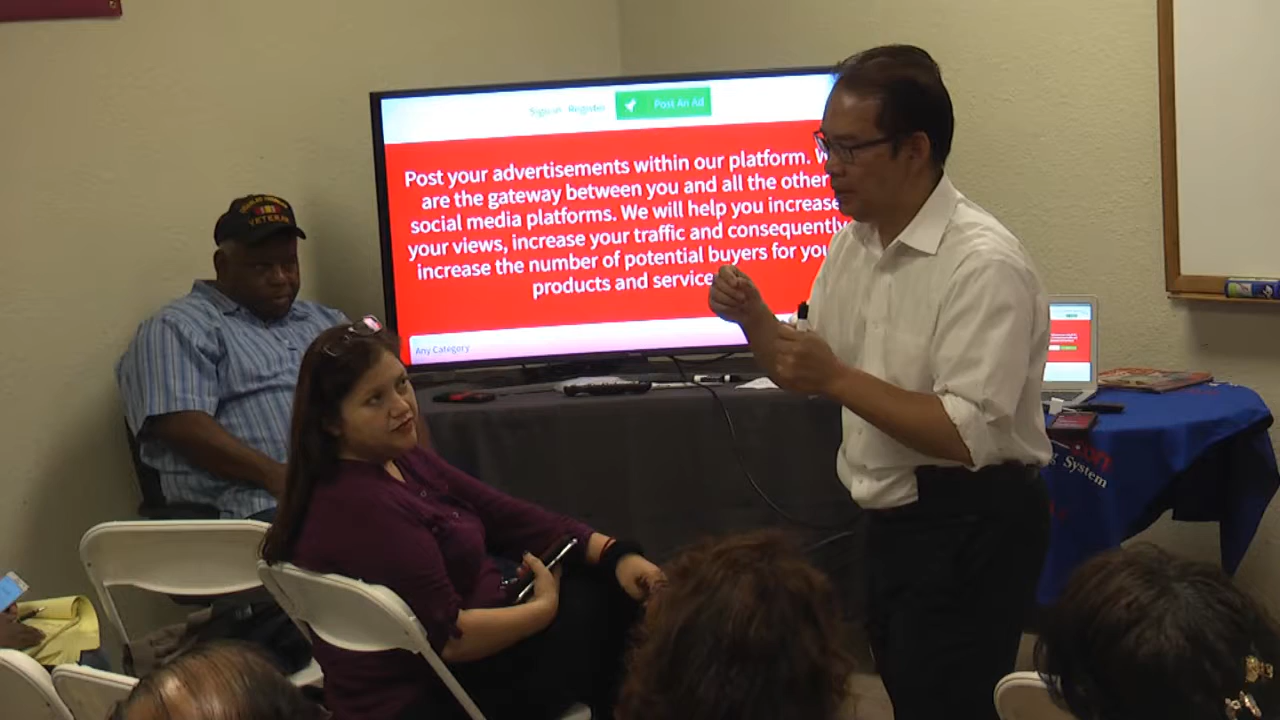 VETERAN
Sign in Register
Post An Ad
Post your advertisements within our platform.
are the gateway between you and all the other
social media platforms. We will help you increase
your views, increase your traffic and consequently
increase the number of potential buyers for you
products and service
Any Category
System